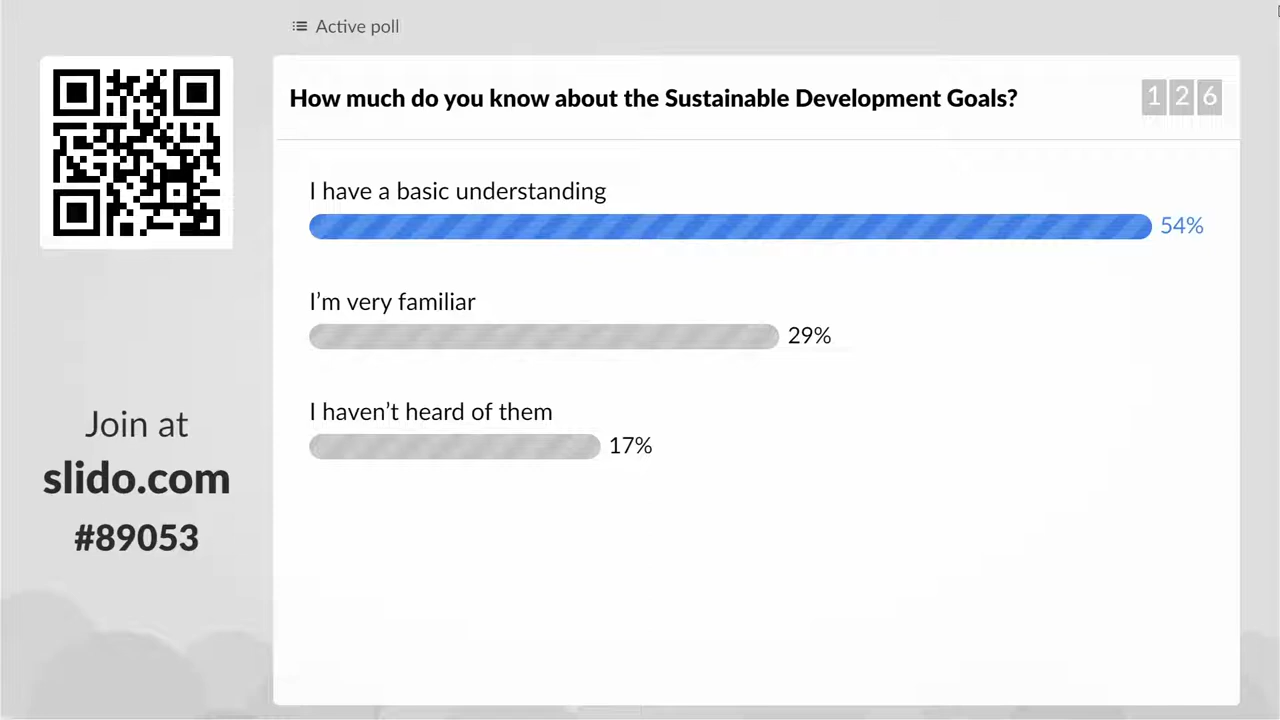 Active poll
How much do you know about the Sustainable Development Goals?
126
I have a basic understanding
54%
I’m very familiar
29%
I haven’t heard of them
17%
Join at
slido.com
#89053